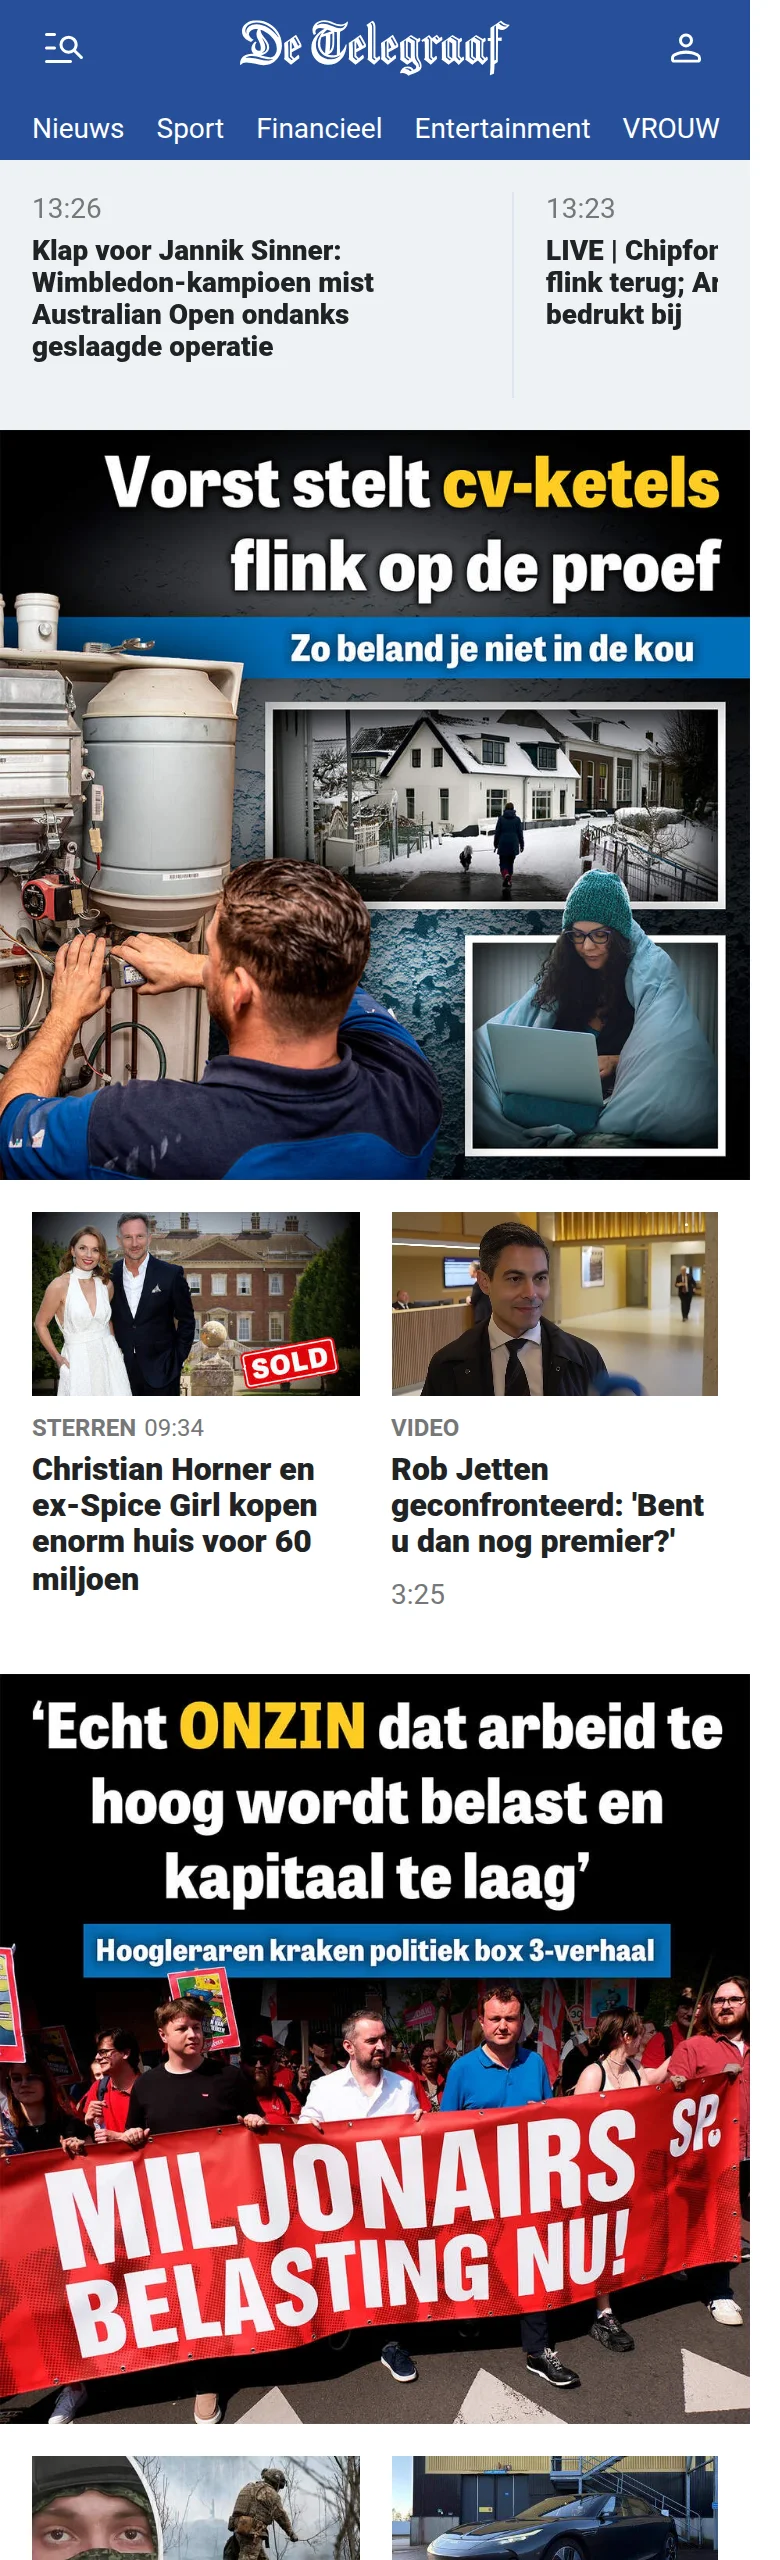 De Telegraaf
Nieuws Sport Financieel Entertainment VROUW
13:26
Klap voor Jannik Sinner:
Wimbledon-kampioen mist
Australian Open ondanks
geslaagde operatie
13:23
LIVE | Chipfon
flink terug; Ar
bedrukt bij
Vorst stelt cv-ketels
flink op de proef
Zo beland je niet in de kou
SOLD
STERREN 09:34
Christian Horner en
ex-Spice Girl kopen
enorm huis voor 60
miljoen
VIDEO
Rob Jetten
geconfronteerd: 'Bent
u dan nog premier?'
3:25
‘Echt ONZIN dat arbeid te
hoog wordt belast en
kapitaal te laag’
Hoogleraren kraken politiek box 3-verhaal
30
SP.
MILJONAIRS
BELASTING NU!